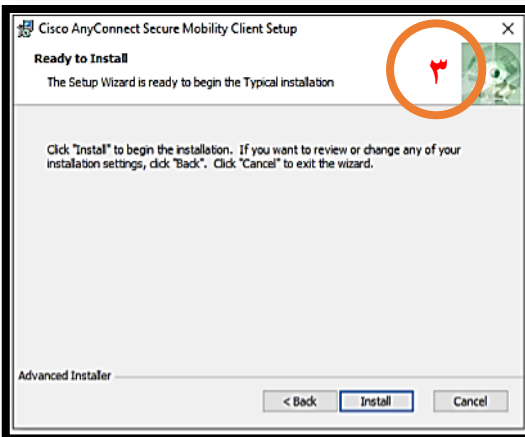 Cisco AnyConnect Secure Mobility Client Setup
Ready to Install
The Setup Wizard is ready to begin the Typical installation
۳
Click "Install" to begin the installation. If you want to review or change any of your
installation settings, click "Back". Click "Cancel" to exit the wizard.
Advanced Installer
< Back
Install
Cancel